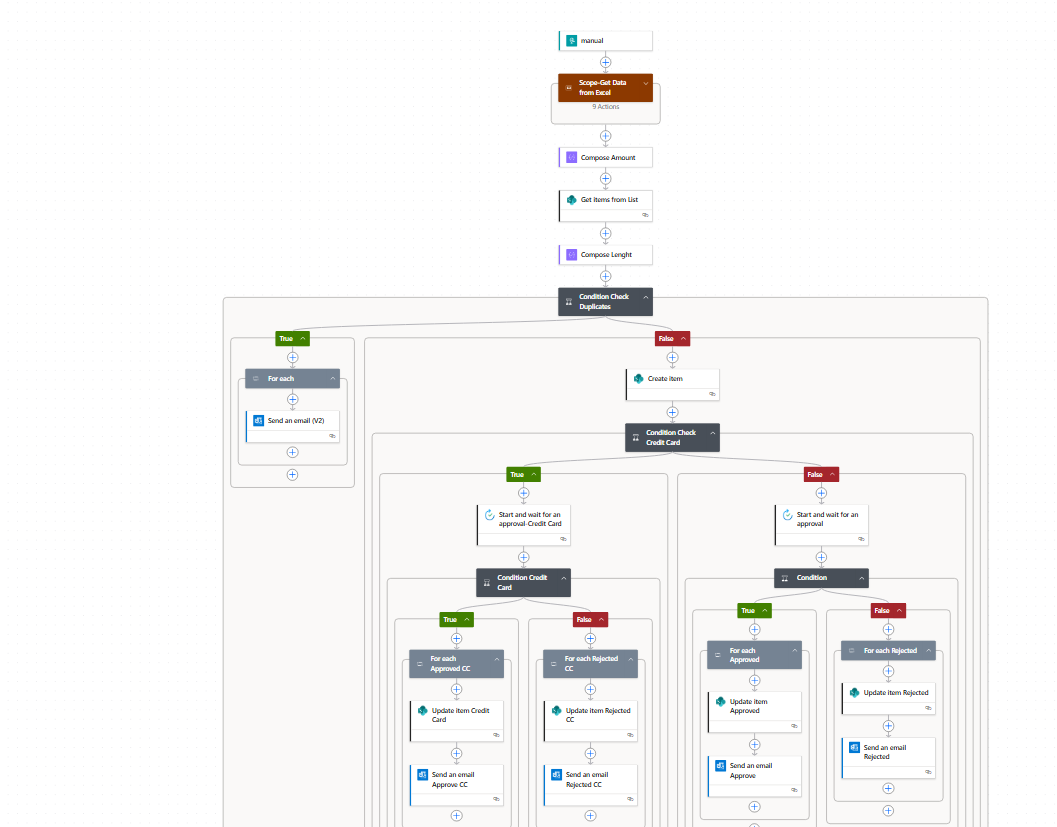 manual
Scope-Get Data
from Excel
9 Actions
Compose Amount
Get items from List
Compose Lenght
Condition Check
Duplicates
True
False
For each
Send an email (V2)
Create item
Condition Check
Credit Card
True
False
Start and wait for an
approval-Credit Card
Start and wait for an
approval
Condition Credit
Card
Condition
True
False
True
False
For each
Approved CC
For each Rejected
CC
For each
Approved
For each Rejected
Update item Credit
Card
Update item Rejected
CC
Update item
Approved
Update item Rejected
Send an email
Approve CC
Send an email
Rejected CC
Send an email
Approve
Send an email
Rejected